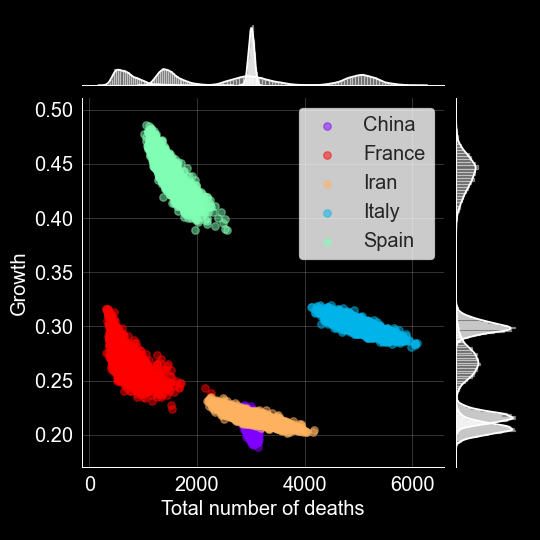 0.50
0.45
0.40
0.35
0.30
0.25
0.20
Growth
China
France
Iran
Italy
Spain
0 2000 4000 6000
Total number of deaths